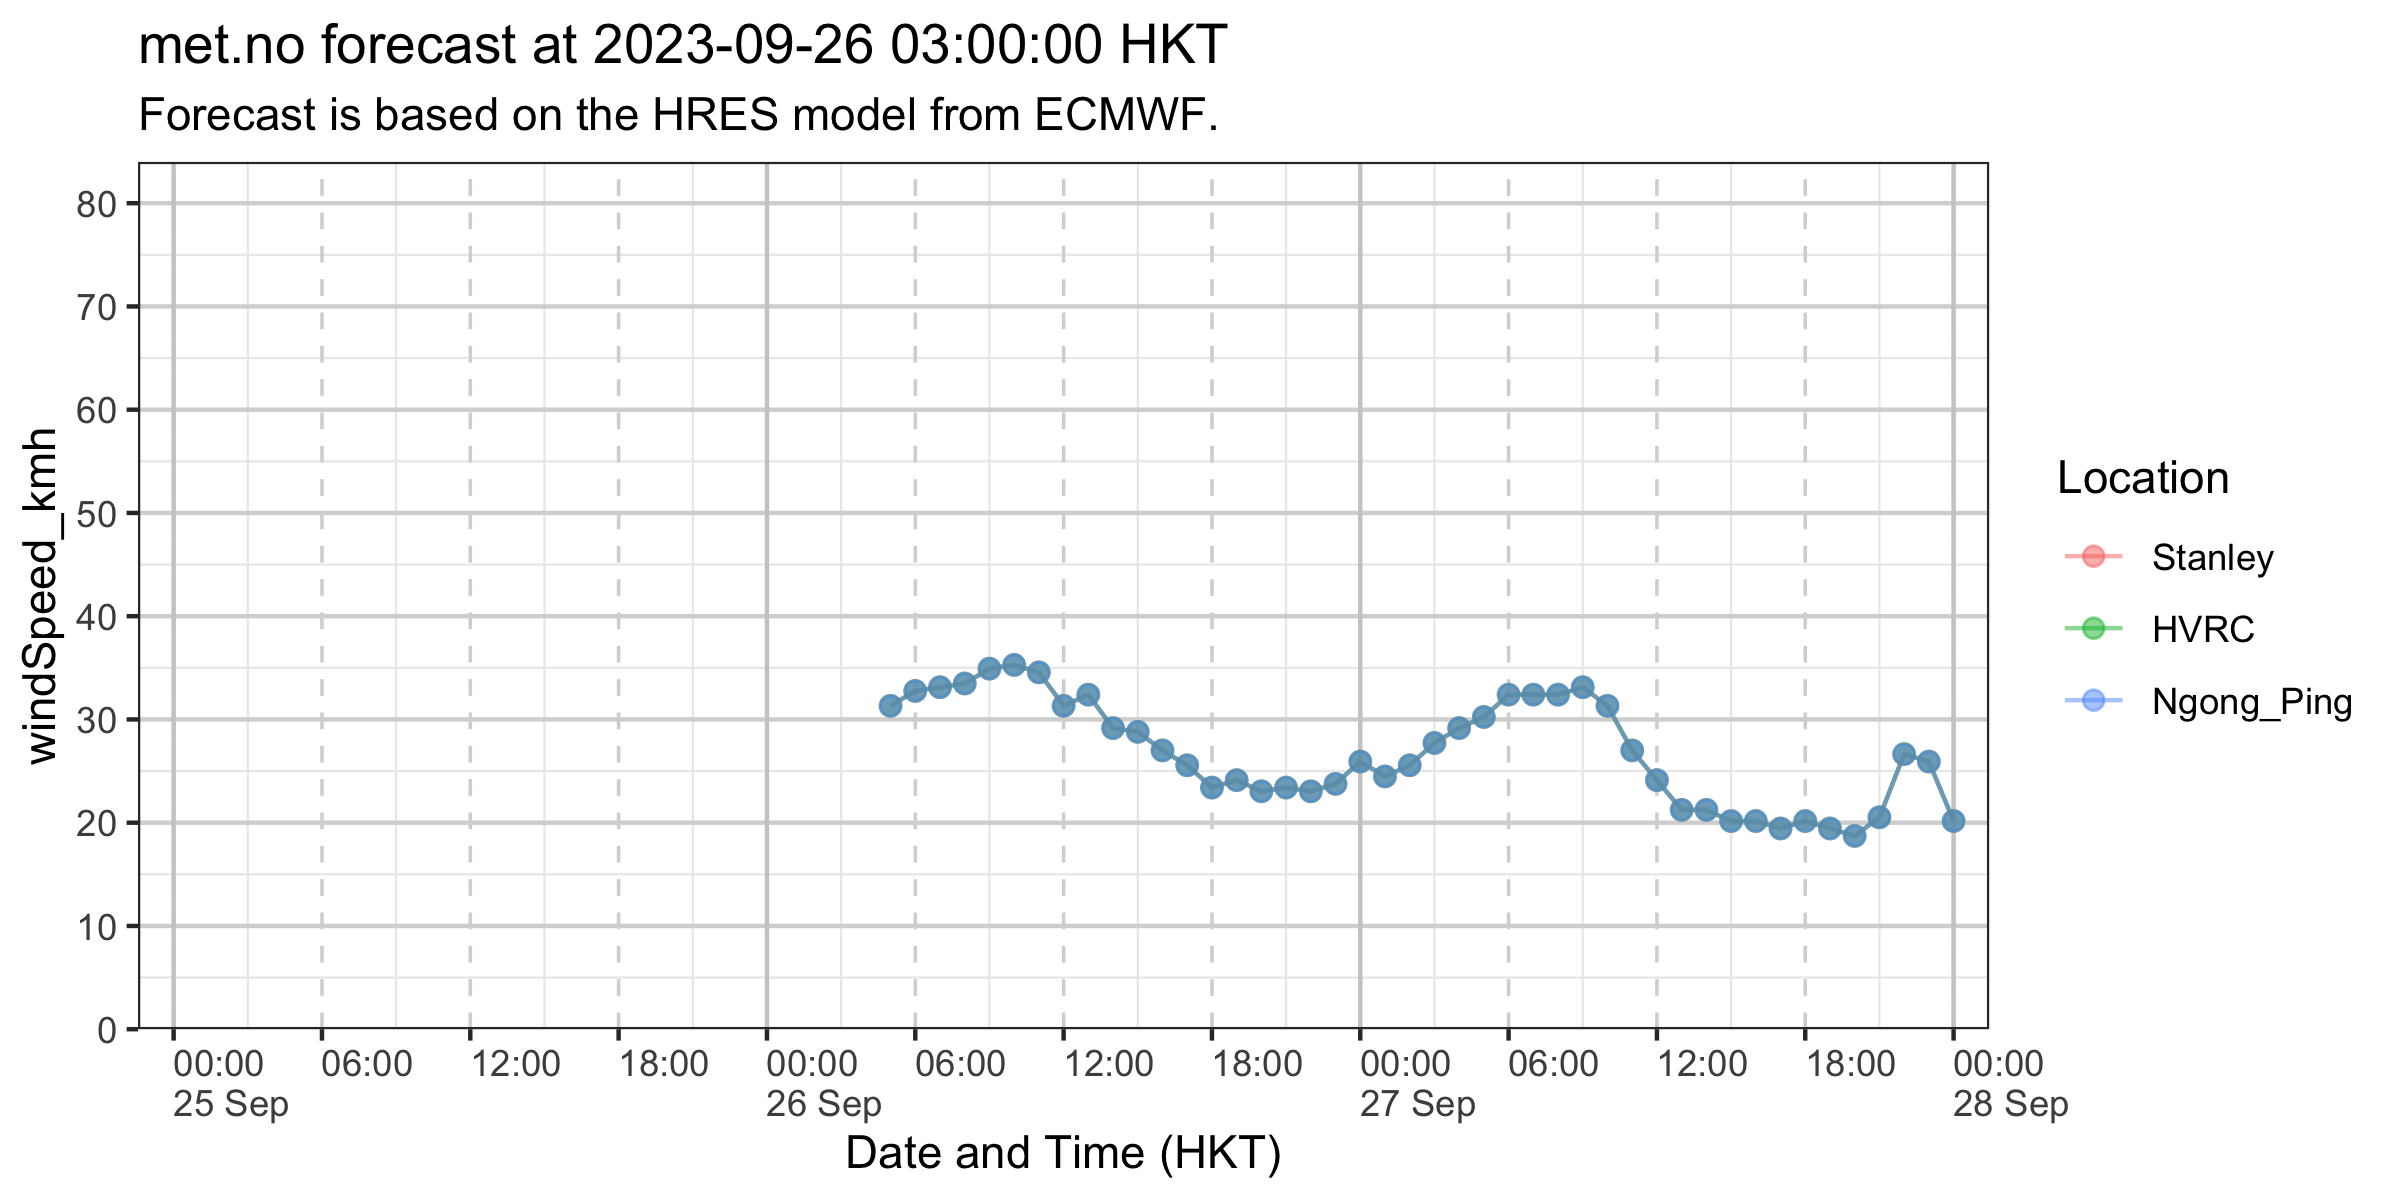 met.no forecast at 2023-09-26 03:00:00 HKT
Forecast is based on the HRES model from ECMWF.
windSpeed_kmh
80
70
60
50
40
30
20
10
0
00:00 06:00 12:00 18:00 00:00 06:00 12:00 18:00 00:00 06:00 12:00 18:00 00:00
25 Sep 26 Sep 27 Sep 28 Sep
Date and Time (HKT)
Location
Stanley
HVRC
Ngong_Ping